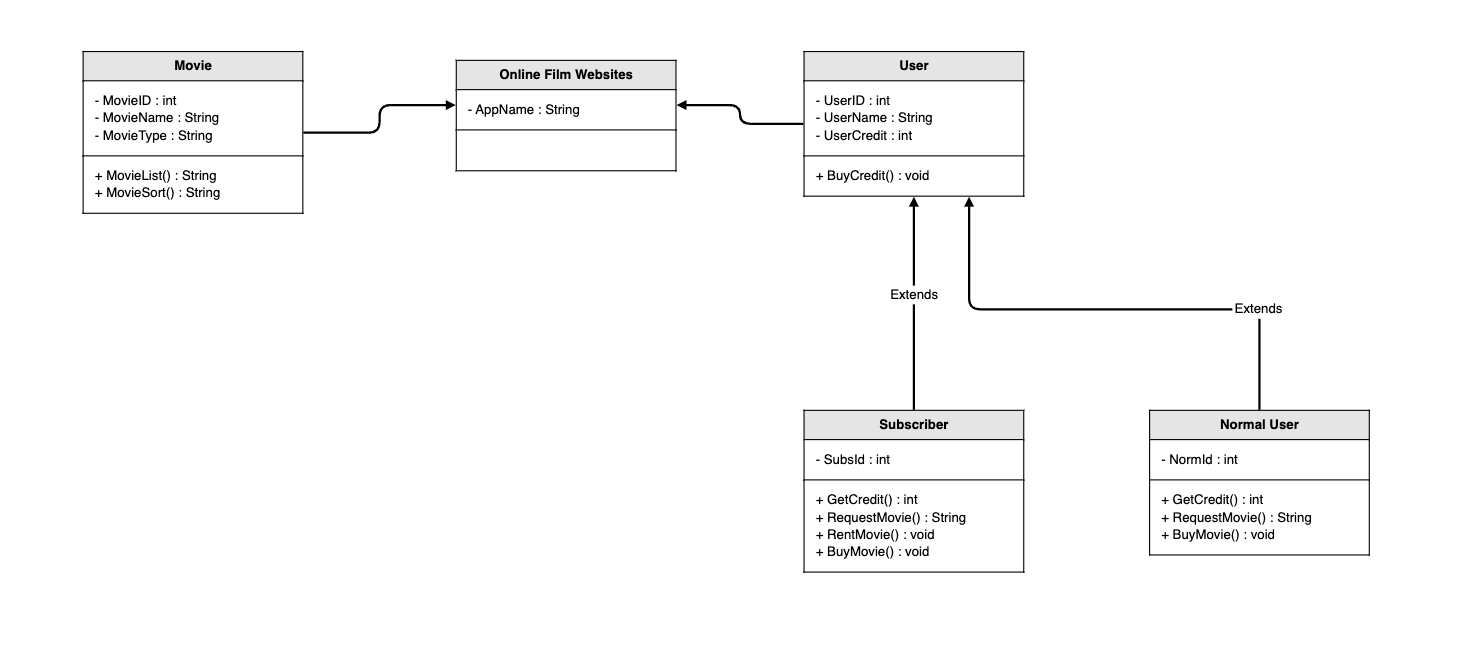 Movie
- MovieID : int
- MovieName : String
- MovieType : String
+ MovieList() : String
+ MovieSort() : String
Online Film Websites
- AppName : String
User
- UserID : int
- UserName : String
- UserCredit : int
+ BuyCredit() : void
Extends
Extends
Subscriber
- SubsId : int
+ GetCredit() : int
+ RequestMovie() : String
+ RentMovie() : void
+ BuyMovie() : void
Normal User
- NormId : int
+ GetCredit() : int
+ RequestMovie() : String
+ BuyMovie() : void